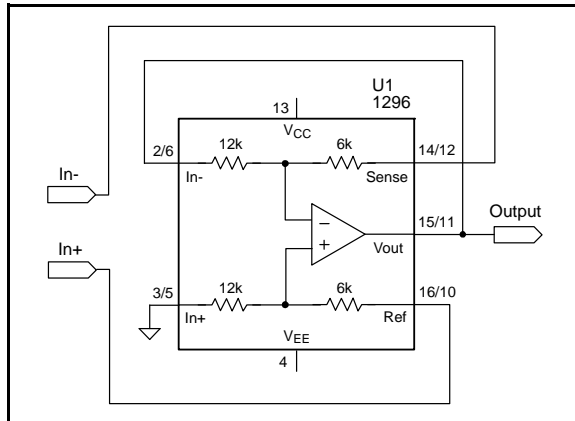 U1
1296
13
VCC
2/6
12k
6k
14/12
In-
Sense
In-
−
15/11
Output
In+
+
Vout
3/5
12k
6k
16/10
In+
Ref
VEE
4